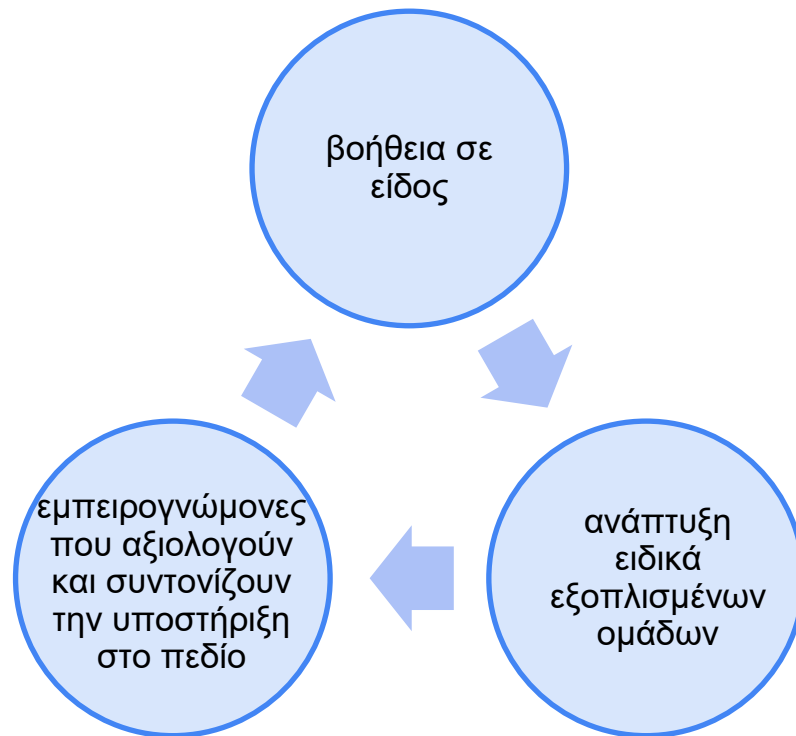 βοήθεια σε
είδος
ανάπτυξη
ειδικά
εξοπλισμένων
ομάδων
εμπειρογνώμονες
που αξιολογούν
και συντονίζουν
την υποστήριξη
στο πεδίο